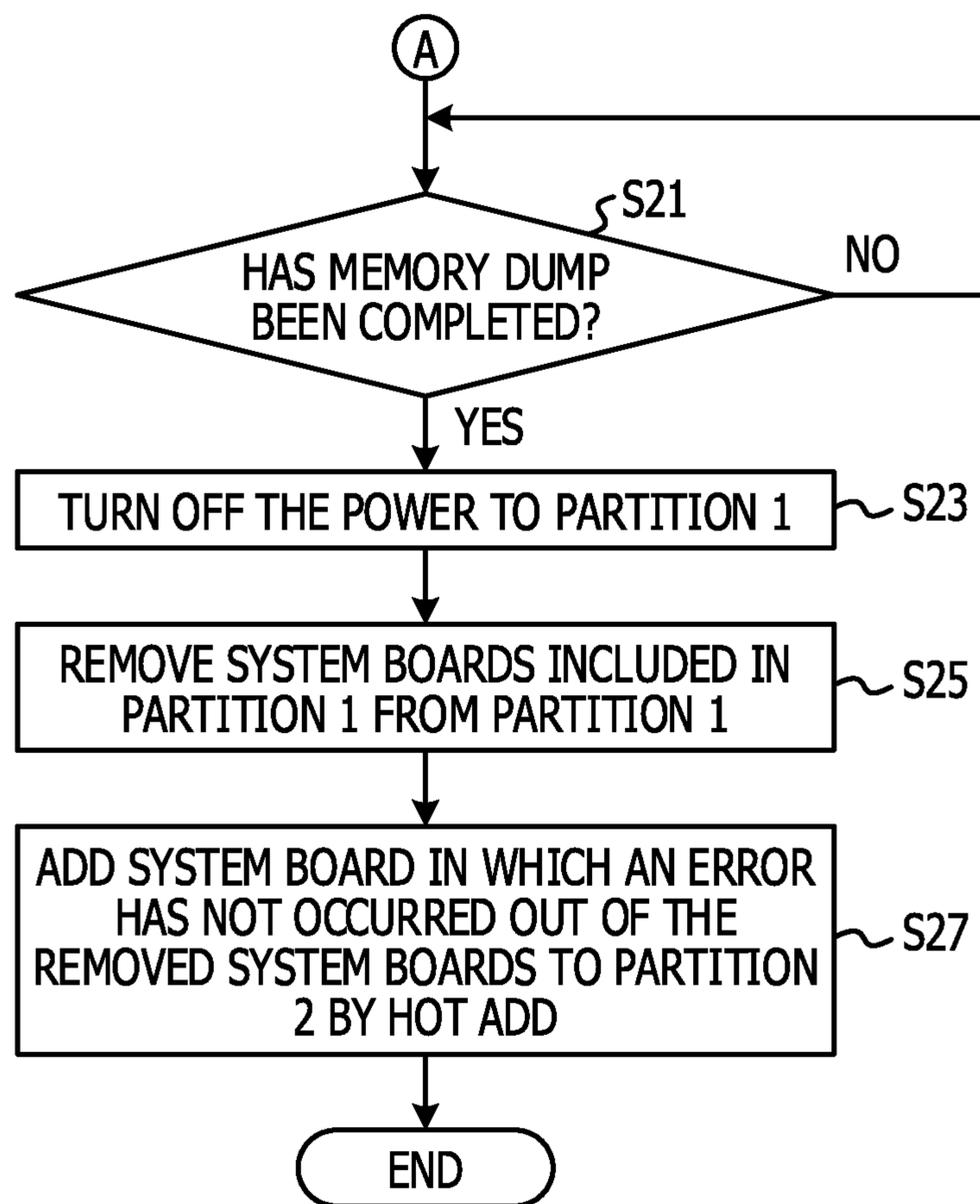 A
S21
HAS MEMORY DUMP
BEEN COMPLETED?
NO
YES
TURN OFF THE POWER TO PARTITION 1
S23
REMOVE SYSTEM BOARDS INCLUDED IN
PARTITION 1 FROM PARTITION 1
S25
ADD SYSTEM BOARD IN WHICH AN ERROR
HAS NOT OCCURRED OUT OF THE
REMOVED SYSTEM BOARDS TO PARTITION
2 BY HOT ADD
S27
END